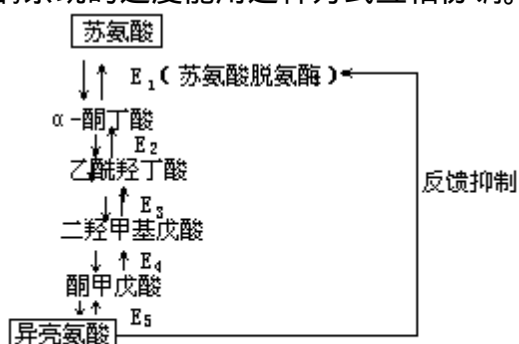 苏氨酸
E₁(苏氨酸脱氨酶)
α-酮丁酸
E₂
乙酰羟丁酸
反馈抑制
E₃
二羟甲基戊酸
E₄
酮甲戊酸
E₅
异亮氨酸